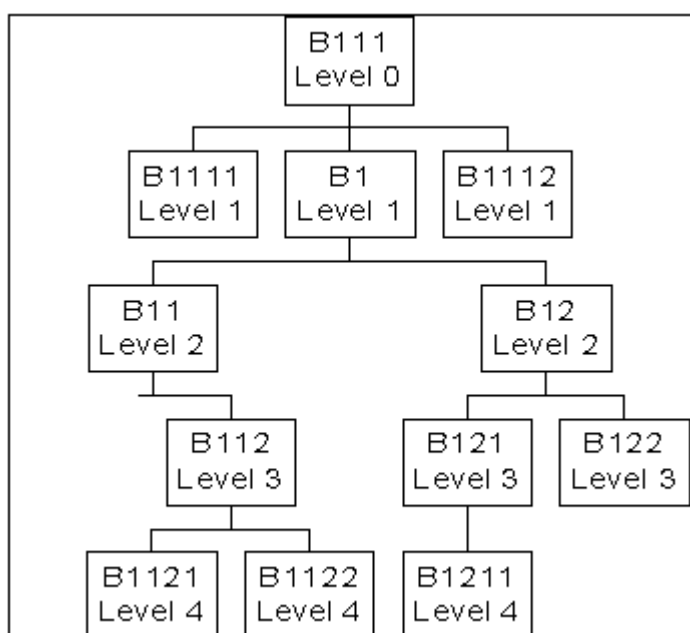 B111
Level 0
B1111
Level 1
B1
Level 1
B1112
Level 1
B11
Level 2
B12
Level 2
B112
Level 3
B121
Level 3
B122
Level 3
B1121
Level 4
B1122
Level 4
B1211
Level 4